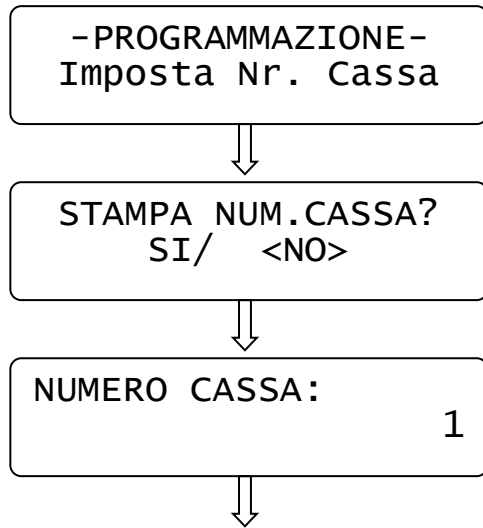 -PROGRAMMAZIONE-
Imposta Nr. Cassa
STAMPA NUM.CASSA?
SI/ <NO>
NUMERO CASSA:
1